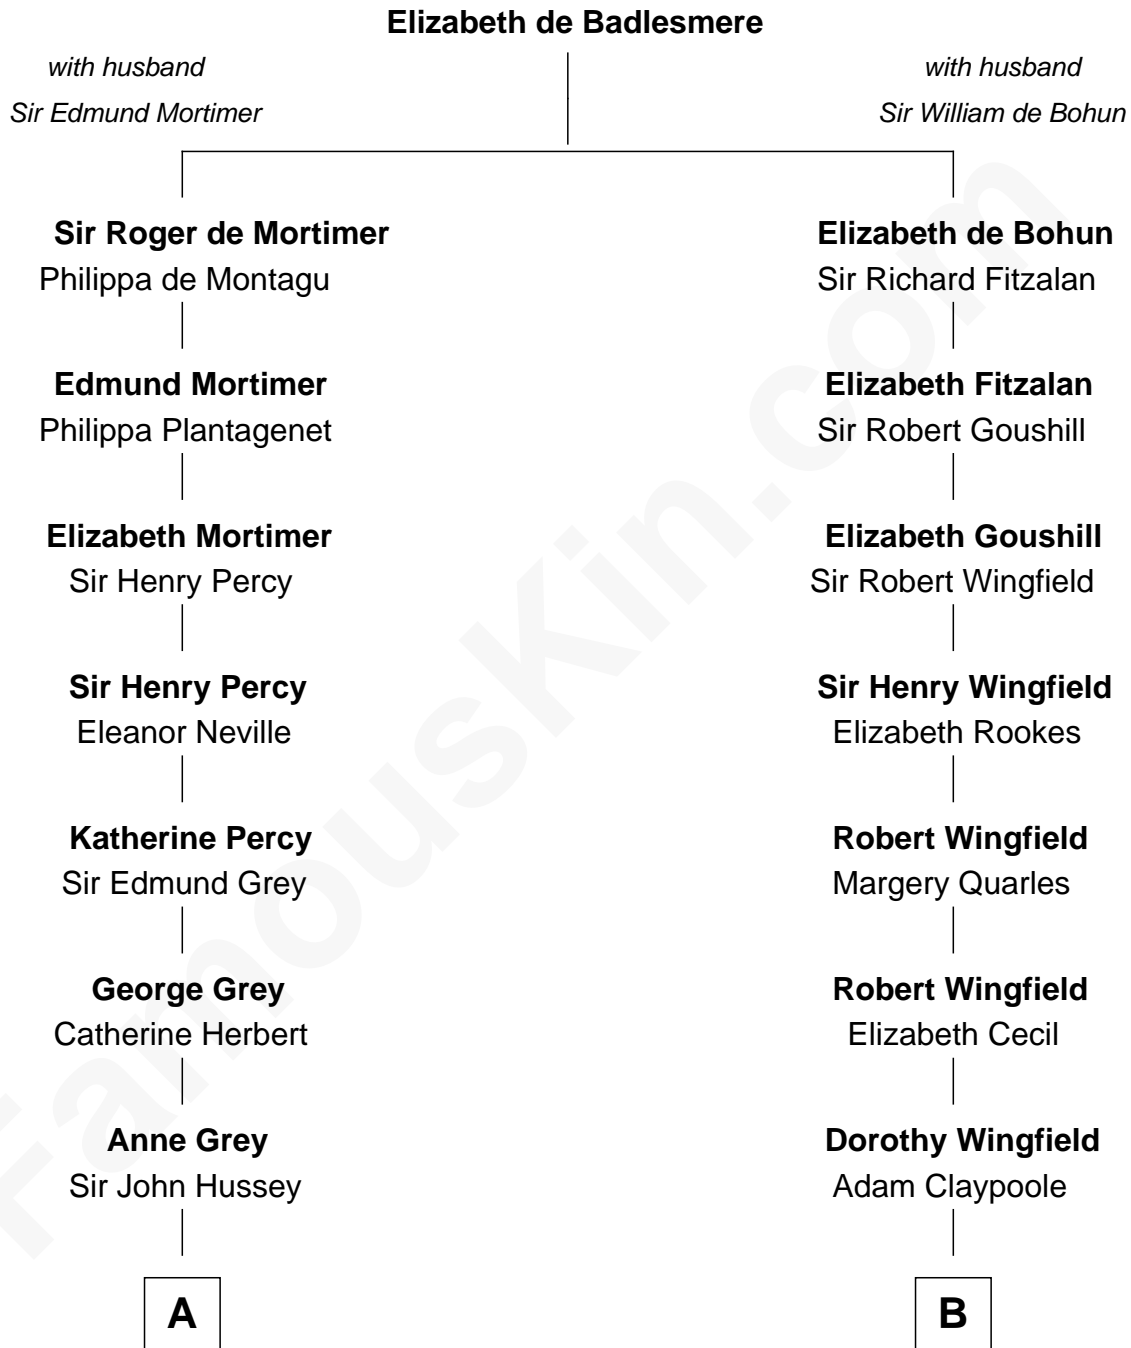 Elizabeth de Badlesmere
with husband
Sir Edmund Mortimer
with husband
Sir William de Bohun
Sir Roger de Mortimer
Philippa de Montagu
Elizabeth de Bohun
Sir Richard Fitzalan
Edmund Mortimer
Philippa Plantagenet
Elizabeth Fitzalan
Sir Robert Goushill
Elizabeth Mortimer
Sir Henry Percy
Elizabeth Goushill
Sir Robert Wingfield
Sir Henry Percy
Eleanor Neville
Sir Henry Wingfield
Elizabeth Rookes
Katherine Percy
Sir Edmund Grey
Robert Wingfield
Margery Quarles
George Grey
Catherine Herbert
Robert Wingfield
Elizabeth Cecil
Anne Grey
Sir John Hussey
Dorothy Wingfield
Adam Claypoole
A
B
FamousKin.com